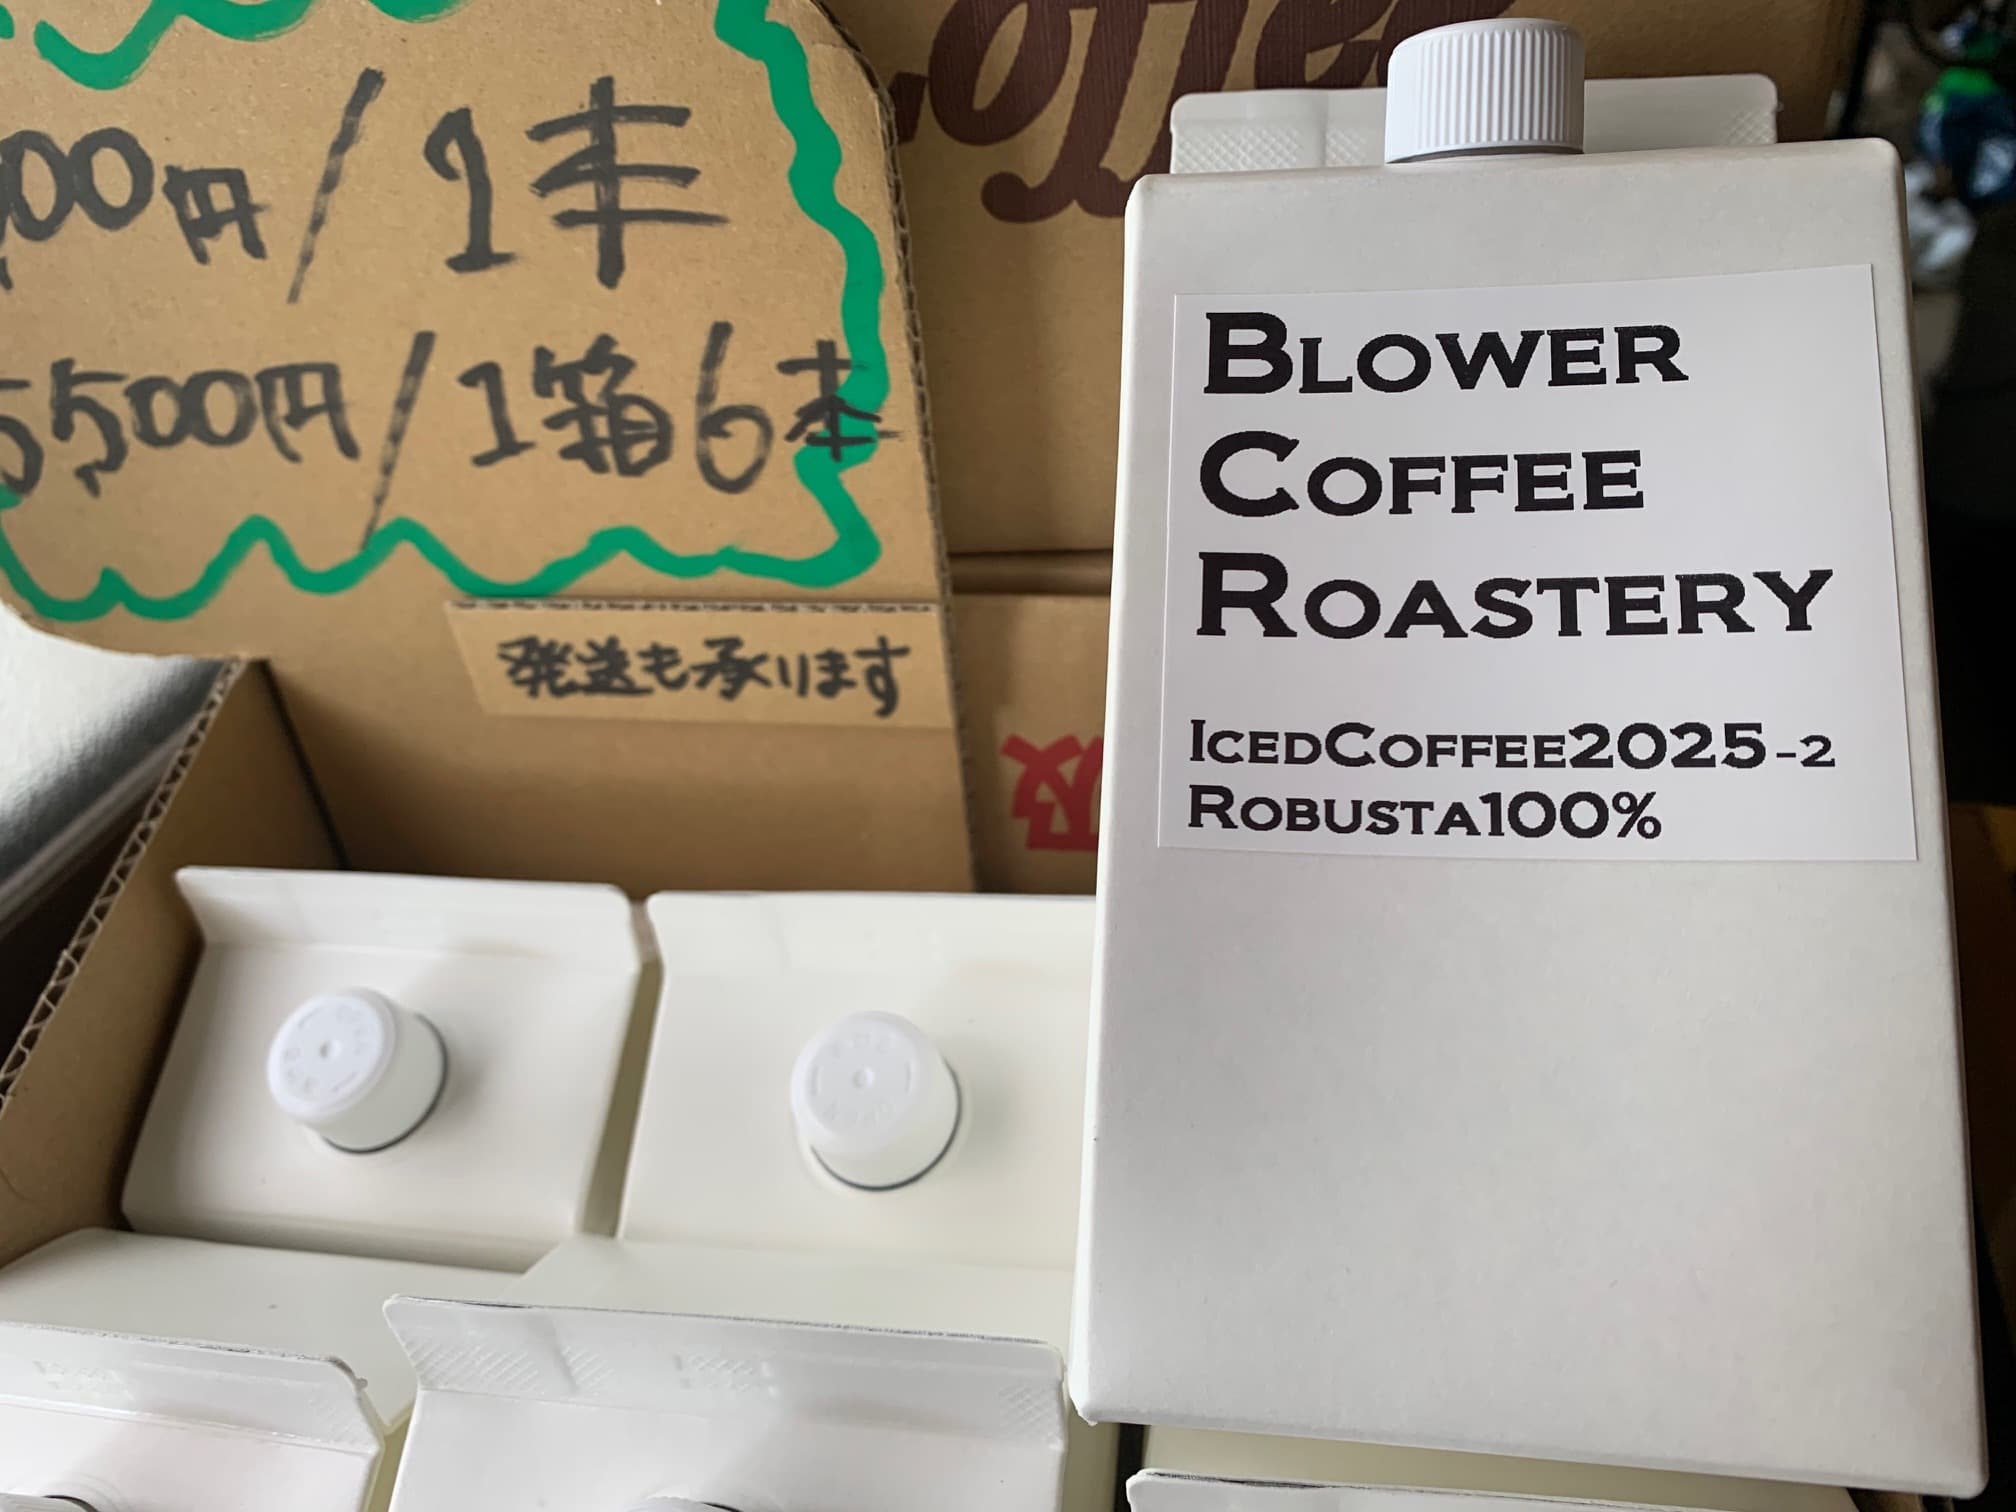 00円/1本
5,500円/1箱6本
発送も承ります
Coffee
BLOWER
COFFEE
ROASTERY
ICEDCOFFEE2025-2
ROBUSTA100%